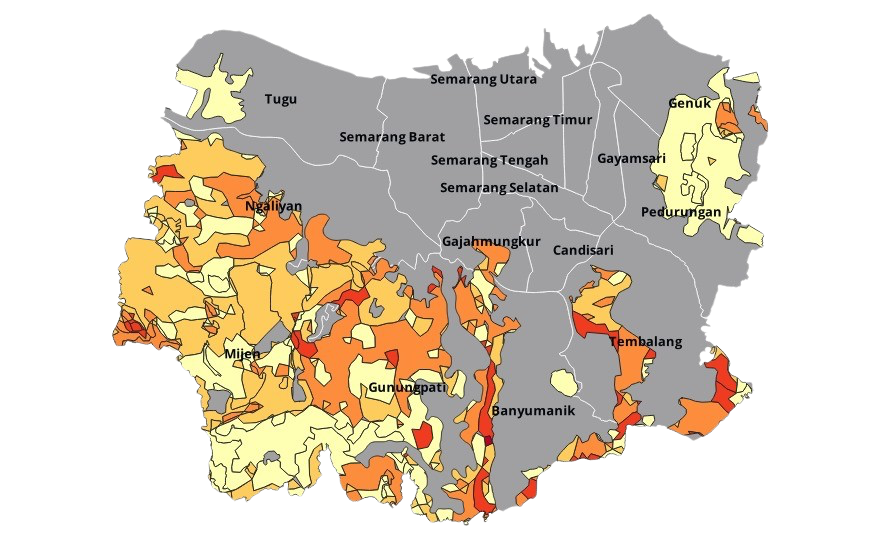 Semarang Utara
Tugu
Genuk
Semarang Timur
Semarang Barat
Semarang Tengah
Gayamsari
Semarang Selatan
Ngaliyan
Pedurungan
Gajahmungkur
Candisari
Tembalang
Mijen
Gunungpati
Banyumanik